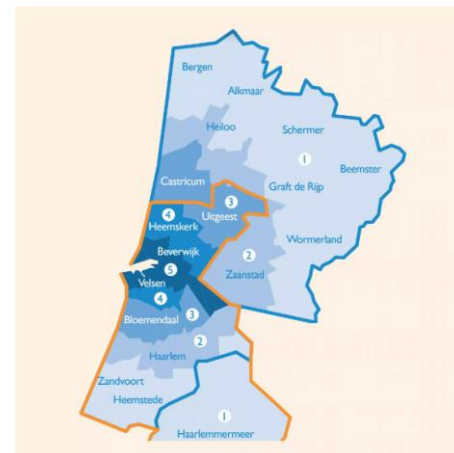 Bergen
Alkmaar
Heiloo
Schermer
1
Beemster
Castricum
Graft de Rijp
3
Uitgeest
4
Heemskerk
Wormerland
Beverwijk
2
Zaanstad
5
Velsen
4
Bloemendaal
3
2
Haarlem
Zandvoort
Heemstede
1
Haarlemmermeer